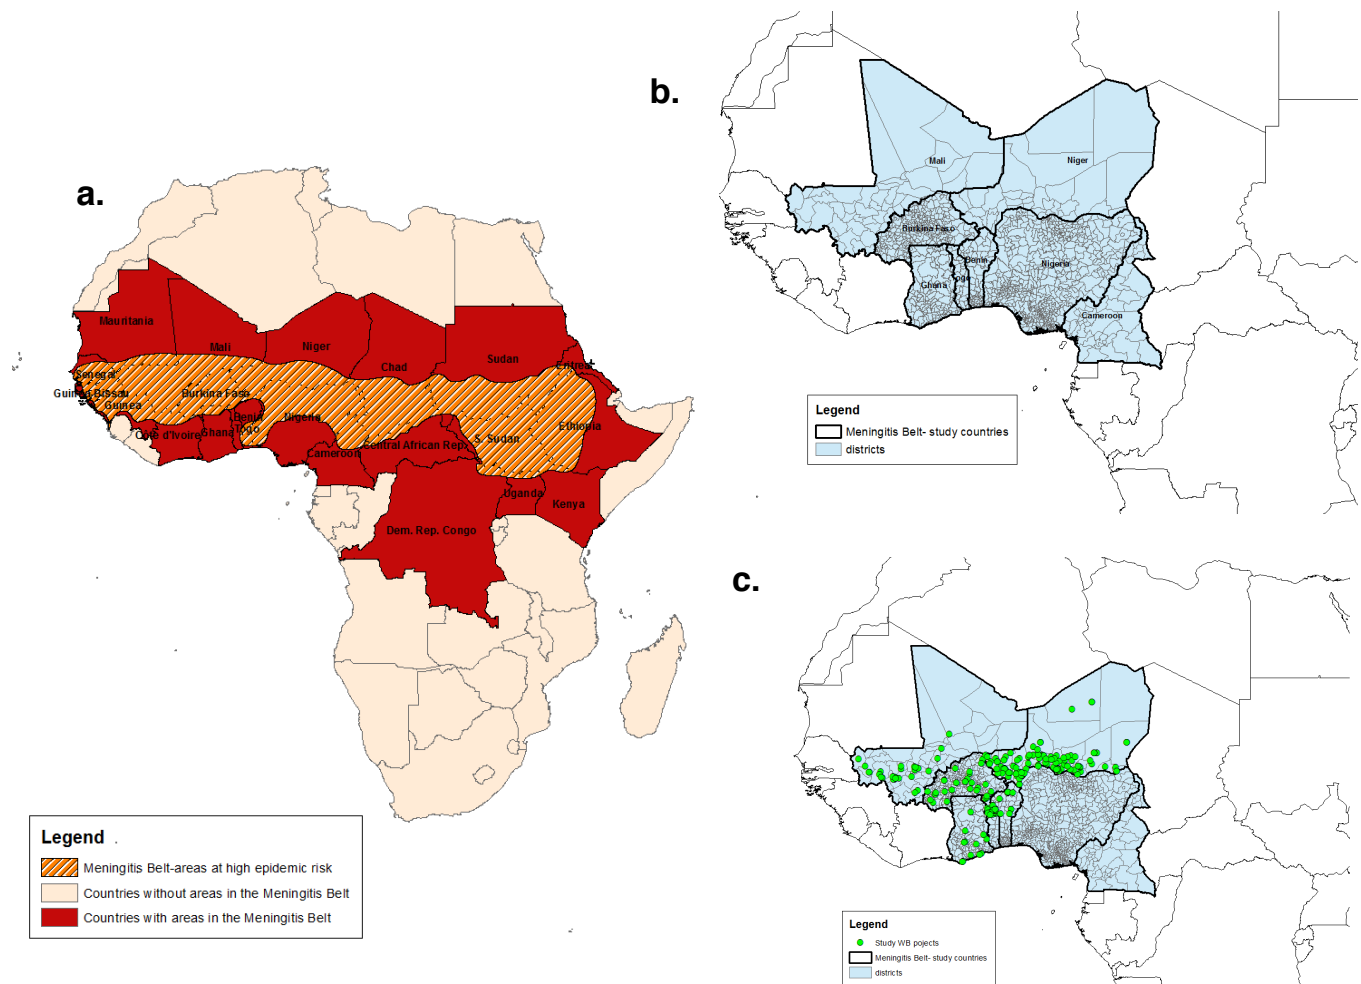 a.
Mauritania
Mali
Niger
Chad
Sudan
Eritrea
Senegal
Guinea Bissau
Guinea
Burkina Faso
Benin
Nigeria
Togo
Côte d'Ivoire
Ghana
Cameroon
Central African Rep.
S. Sudan
Ethiopia
Uganda
Kenya
Dem. Rep. Congo
Legend
Meningitis Belt-areas at high epidemic risk
Countries without areas in the Meningitis Belt
Countries with areas in the Meningitis Belt
b.
Mali
Niger
Burkina Faso
Benin
Nigeria
Ghana
Togo
Cameroon
Legend
Meningitis Belt- study countries
districts
c.
Legend
Study WB pojects
Meningitis Belt- study countries
districts